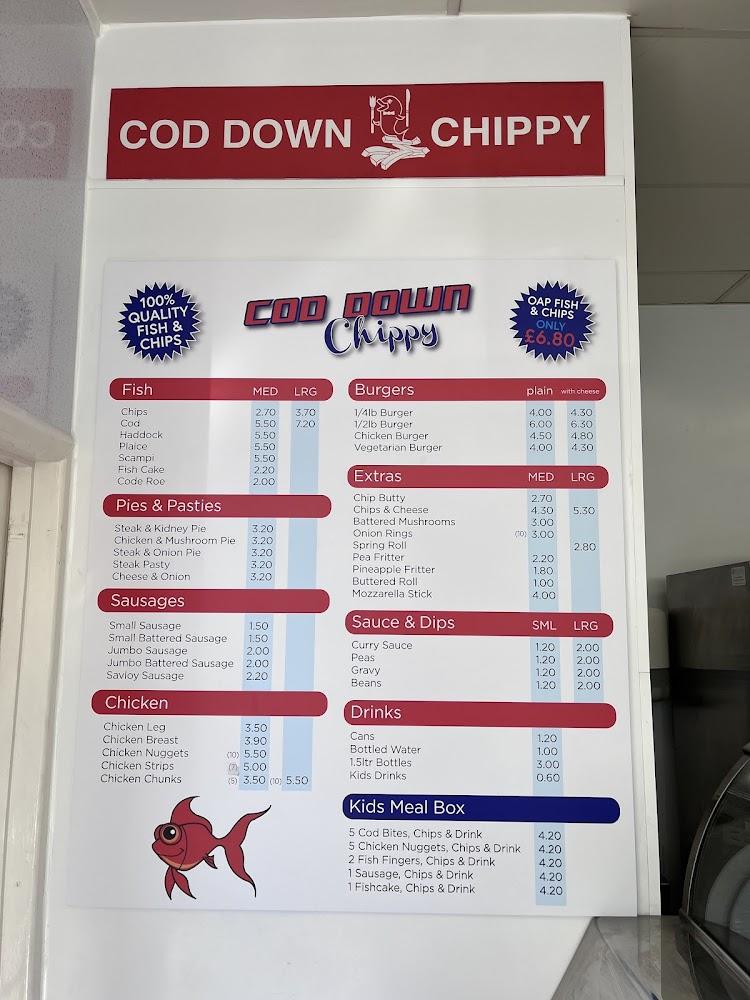 COD DOWN CHIPPY
100%
QUALITY
FISH &
CHIPS
COD DOWN
Chippy
OAP FISH
& CHIPS
ONLY
£6.80
Fish MED LRG
Chips 2.70 3.70
Cod 5.50 7.20
Haddock 5.50
Plaice 5.50
Scampi 5.50
Fish Cake 2.20
Code Roe 2.00
Pies & Pasties
Steak & Kidney Pie 3.20
Chicken & Mushroom Pie 3.20
Steak & Onion Pie 3.20
Steak Pasty 3.20
Cheese & Onion 3.20
Sausages
Small Sausage 1.50
Small Battered Sausage 1.50
Jumbo Sausage 2.00
Jumbo Battered Sausage 2.00
Savloy Sausage 2.20
Chicken
Chicken Leg 3.50
Chicken Breast 3.90
Chicken Nuggets (10) 5.50
Chicken Strips (7) 5.00
Chicken Chunks (5) 3.50 (10) 5.50
Burgers plain with cheese
1/4lb Burger 4.00 4.30
1/2lb Burger 6.00 6.30
Chicken Burger 4.50 4.80
Vegetarian Burger 4.00 4.30
Extras MED LRG
Chip Butty 2.70
Chips & Cheese 4.30 5.30
Battered Mushrooms 3.00
Onion Rings (10) 3.00
Spring Roll 2.80
Pea Fritter 2.20
Pineapple Fritter 1.80
Buttered Roll 1.00
Mozzarella Stick 4.00
Sauce & Dips SML LRG
Curry Sauce 1.20 2.00
Peas 1.20 2.00
Gravy 1.20 2.00
Beans 1.20 2.00
Drinks
Cans 1.20
Bottled Water 1.00
1.5ltr Bottles 3.00
Kids Drinks 0.60
Kids Meal Box
5 Cod Bites, Chips & Drink 4.20
5 Chicken Nuggets, Chips & Drink 4.20
2 Fish Fingers, Chips & Drink 4.20
1 Sausage, Chips & Drink 4.20
1 Fishcake, Chips & Drink 4.20